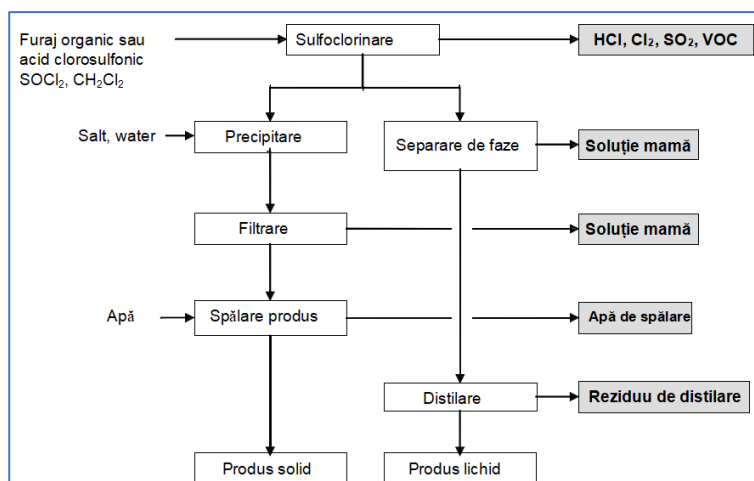 Furaj organic sau
acid clorosulfonic
SOCl₂, CH₂Cl₂
Sulfoclorinare
HCl, Cl₂, SO₂, VOC
Salt, water
Precipitare
Separare de faze
Soluție mamă
Filtrare
Soluție mamă
Apă
Spălare produs
Apă de spălare
Distilare
Reziduu de distilare
Produs solid
Produs lichid